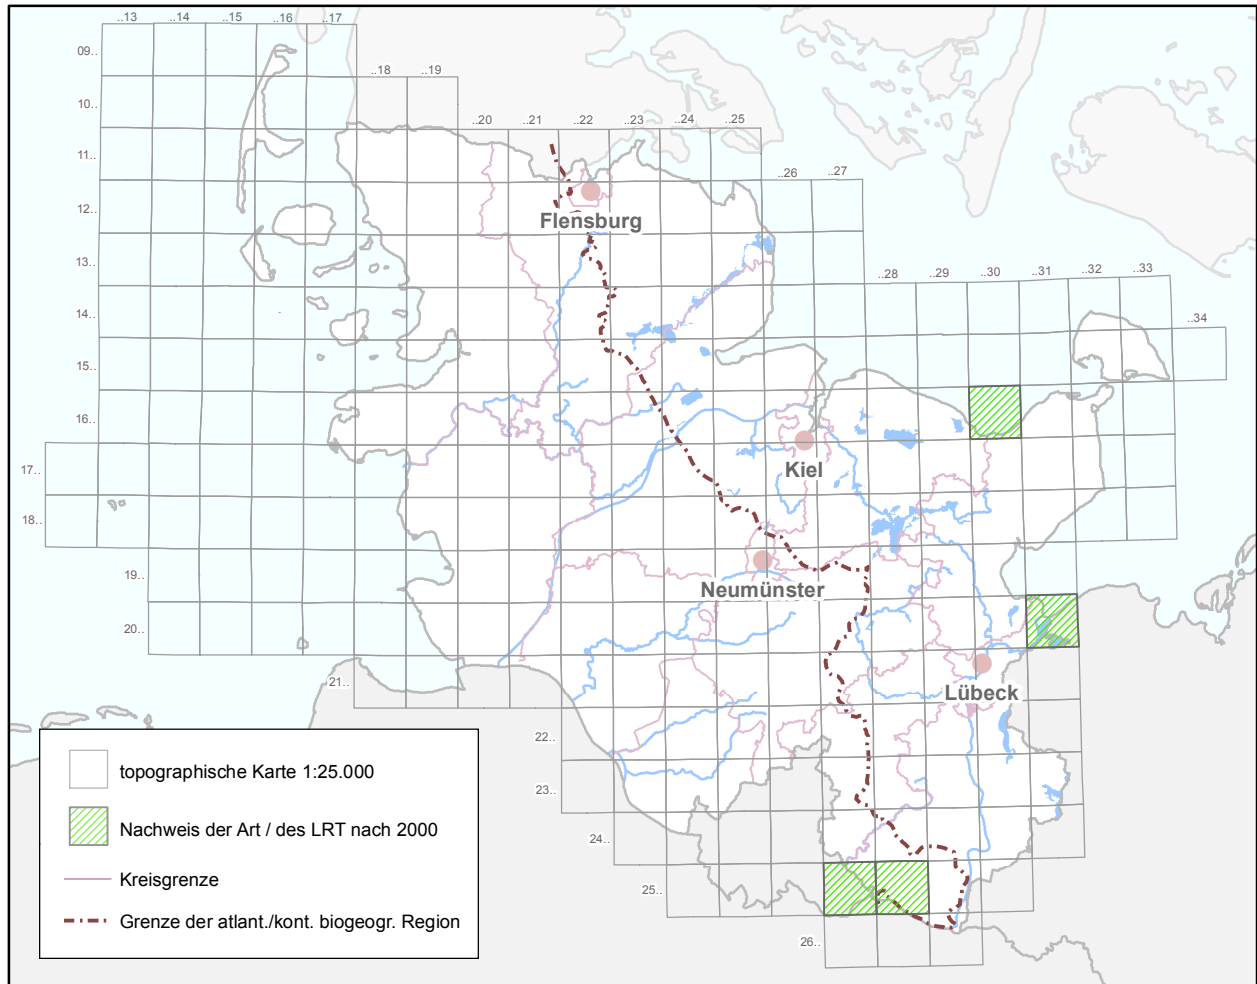 ..13 ..14 ..15 ..16 ..17
09..
..18 ..19
10..
..20 ..21 ..22 ..23 ..24 ..25
11..
..26 ..27
12..
Flensburg
13..
..28 ..29 ..30 ..31 ..32 ..33
14..
..34
15..
16..
Kiel
17..
18..
19..
Neumünster
20..
21..
Lübeck
22..
23..
24..
25..
26..
topographische Karte 1:25.000
Nachweis der Art / des LRT nach 2000
Kreisgrenze
Grenze der atlant./kont. biogeogr. Region